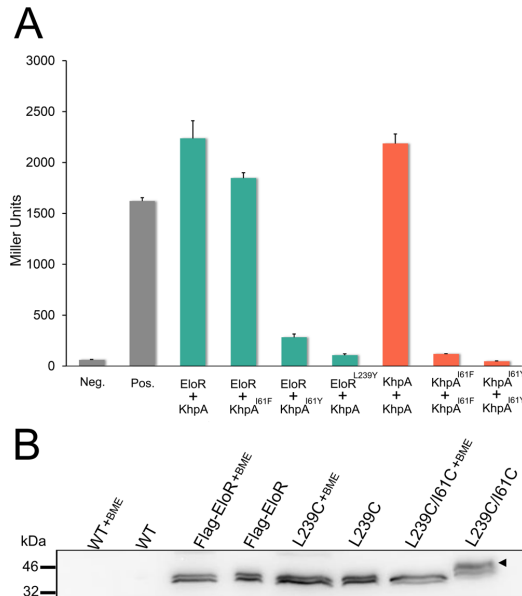 A
3000
2500
2000
1500
1000
500
0
Miller Units
Neg.
Pos.
EloR + KhpA
EloR + KhpA I61F
EloR + KhpA I61Y
EloR L239Y + KhpA
KhpA + KhpA
KhpA I61F + KhpA I61F
KhpA I61Y + KhpA I61Y
B
WT +BME
WT
Flag-EloR +BME
Flag-EloR
L239C +BME
L239C
L239C/I61C +BME
L239C/I61C
kDa
46
32